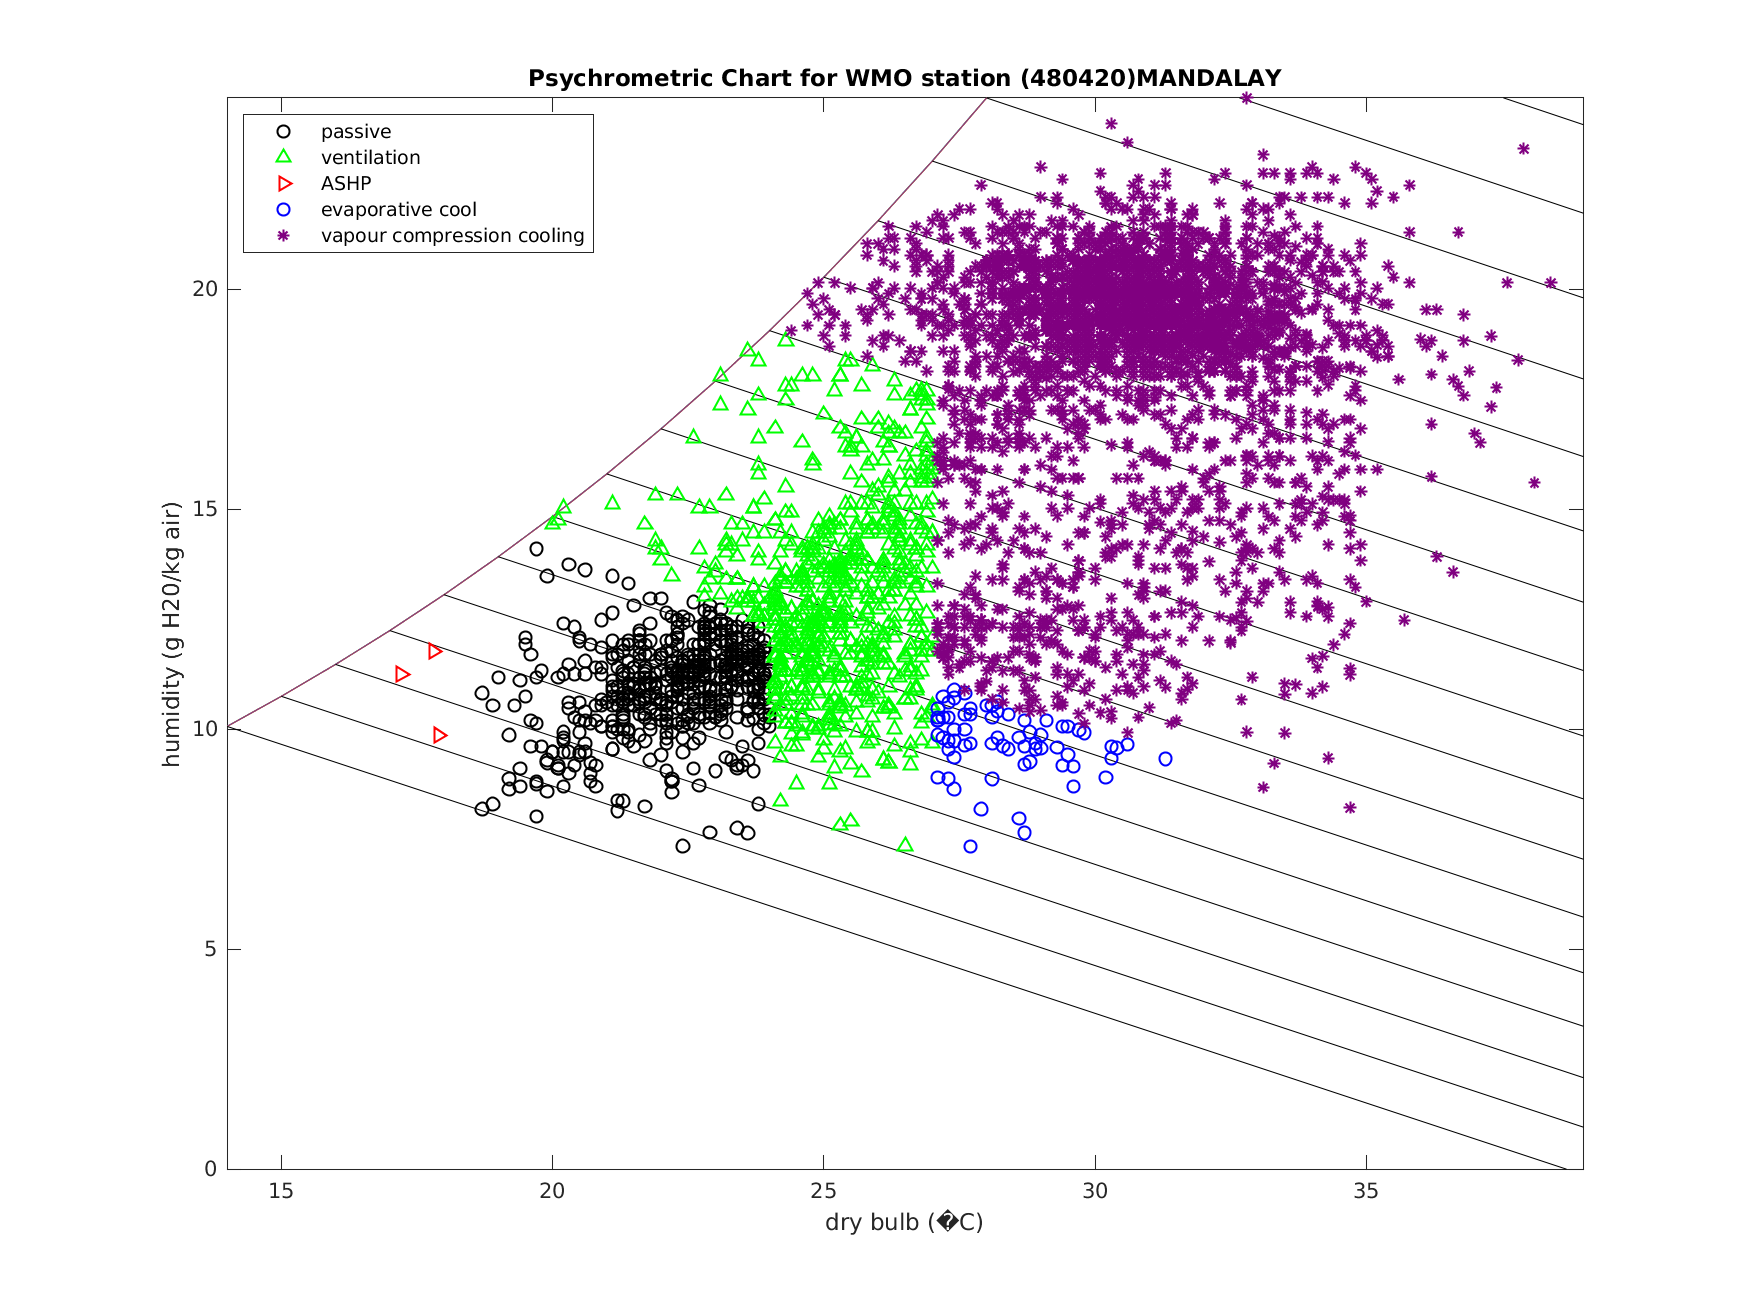 Psychrometric Chart for WMO station (480420)MANDALAY
passive
ventilation
ASHP
evaporative cool
vapour compression cooling
humidity (g H20/kg air)
20
15
10
5
0
15
20
25
30
35
dry bulb (�C)